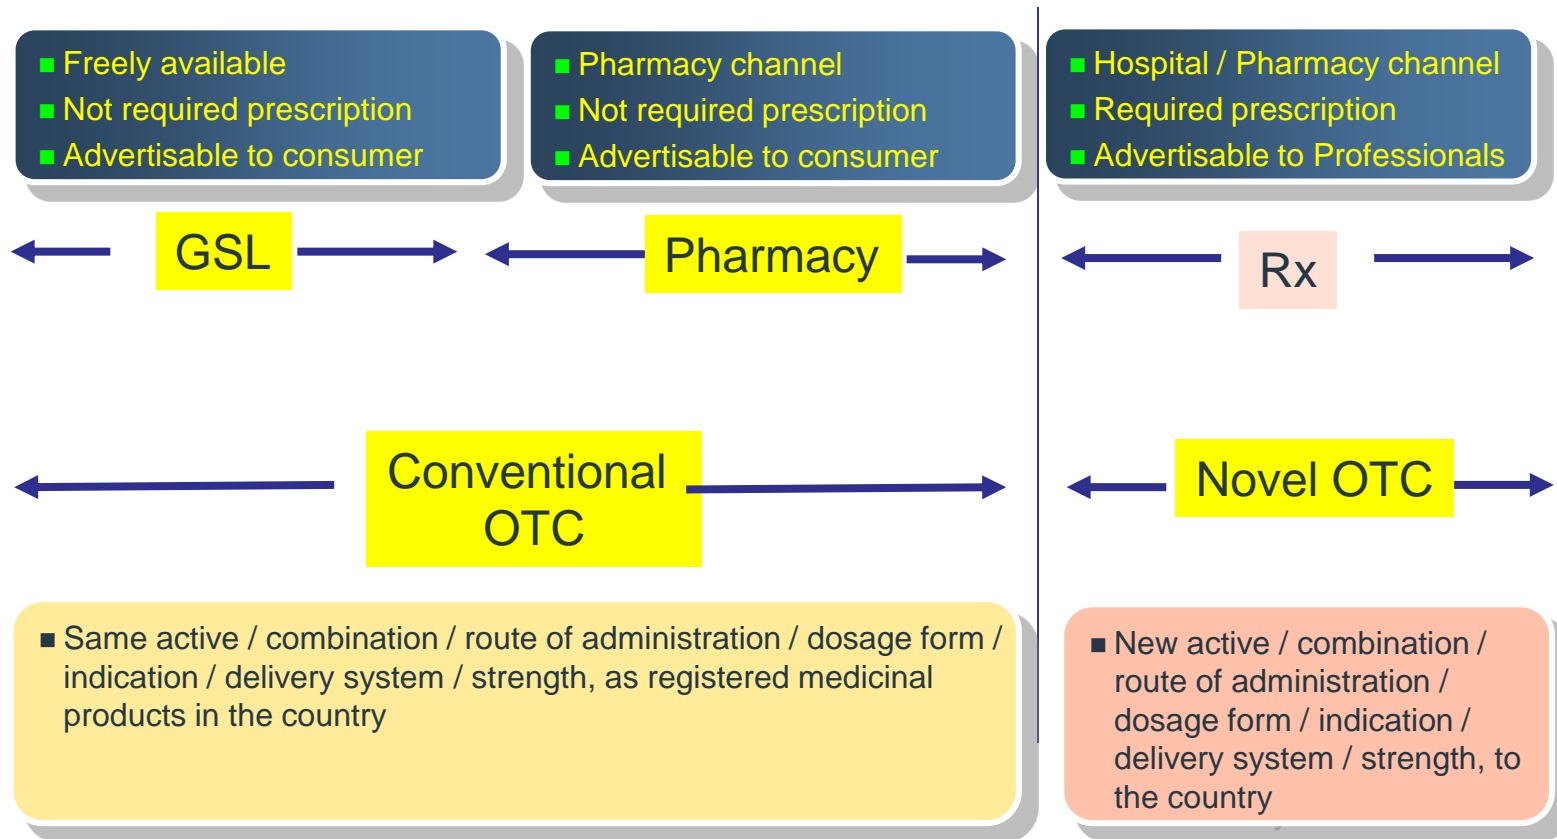 ■ Freely available
■ Not required prescription
■ Advertisable to consumer
■ Pharmacy channel
■ Not required prescription
■ Advertisable to consumer
■ Hospital / Pharmacy channel
■ Required prescription
■ Advertisable to Professionals
GSL
Pharmacy
Rx
Conventional
OTC
Novel OTC
■ Same active / combination / route of administration / dosage form /
indication / delivery system / strength, as registered medicinal
products in the country
■ New active / combination /
route of administration /
dosage form / indication /
delivery system / strength, to
the country